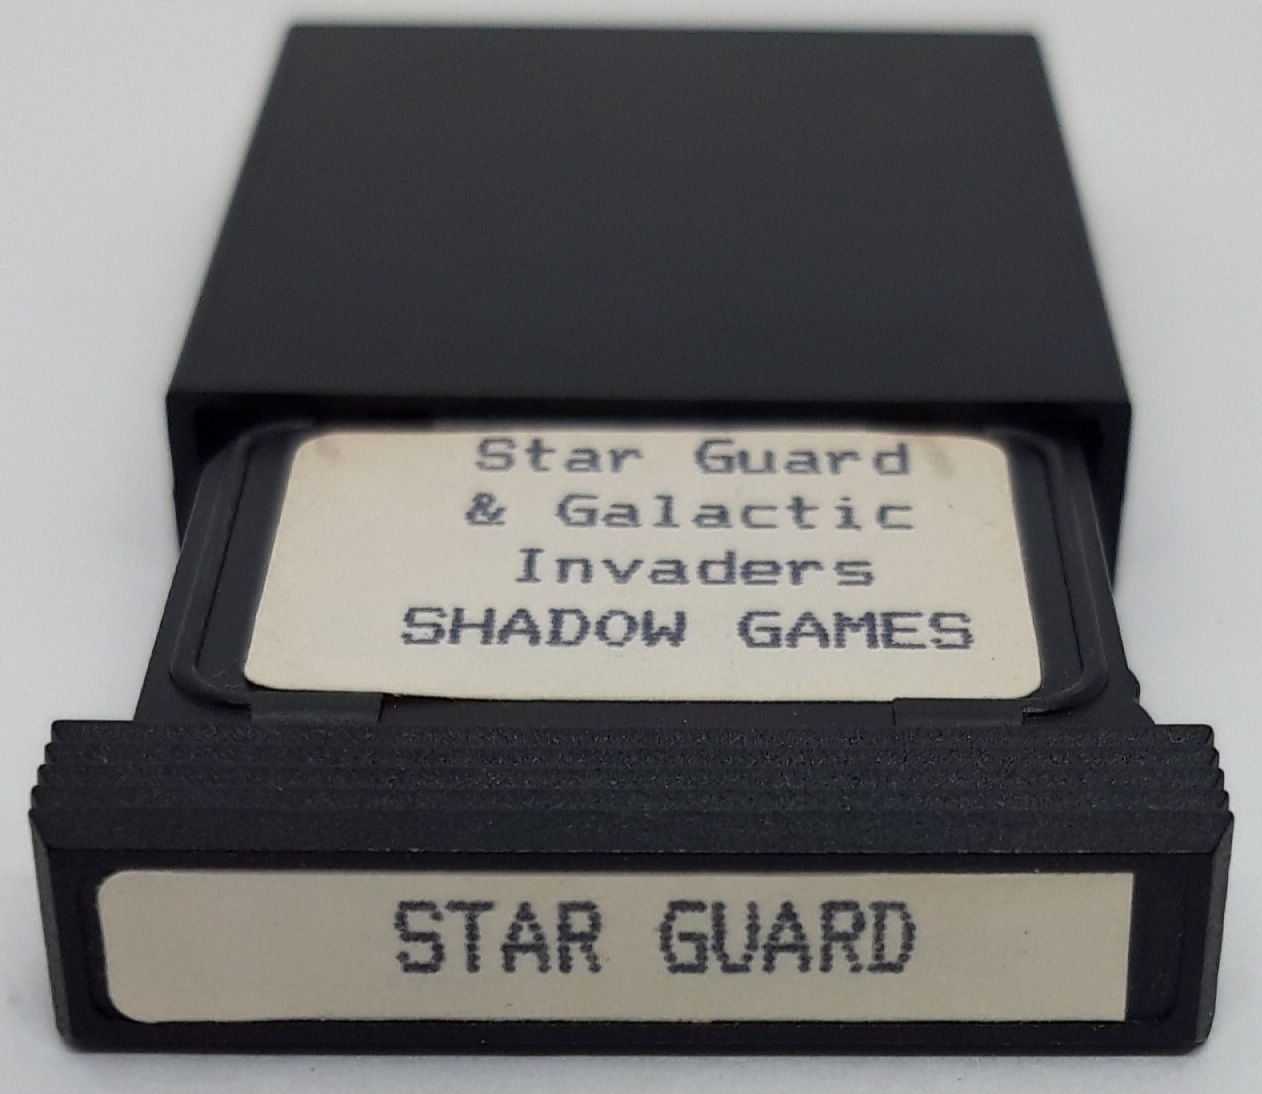 Star Guard
& Galactic
Invaders
SHADOW GAMES
STAR GUARD